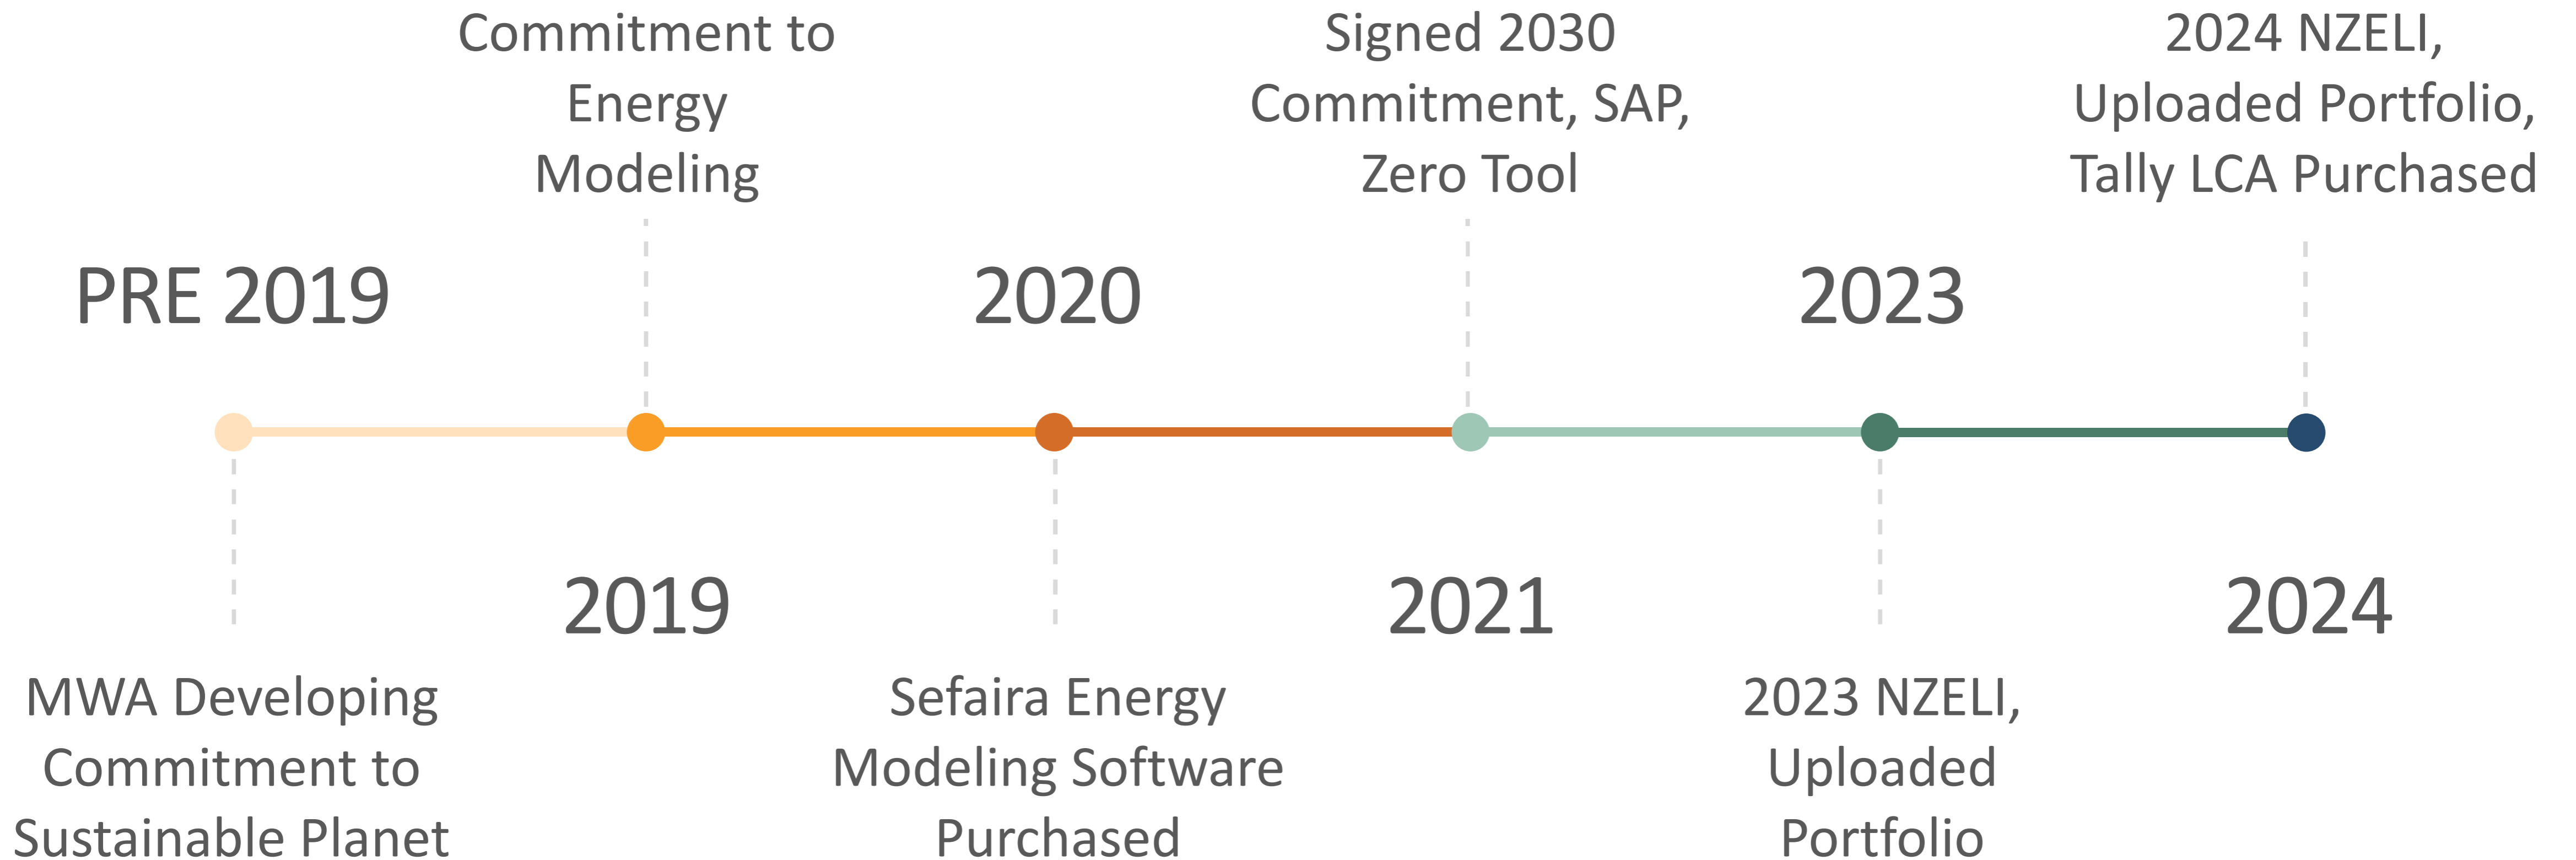 Commitment to
Energy
Modeling
Signed 2030
Commitment, SAP,
Zero Tool
2024 NZELI,
Uploaded Portfolio,
Tally LCA Purchased
PRE 2019
2020
2023
2019
2021
2024
MWA Developing
Commitment to
Sustainable Planet
Sefaira Energy
Modeling Software
Purchased
2023 NZELI,
Uploaded
Portfolio